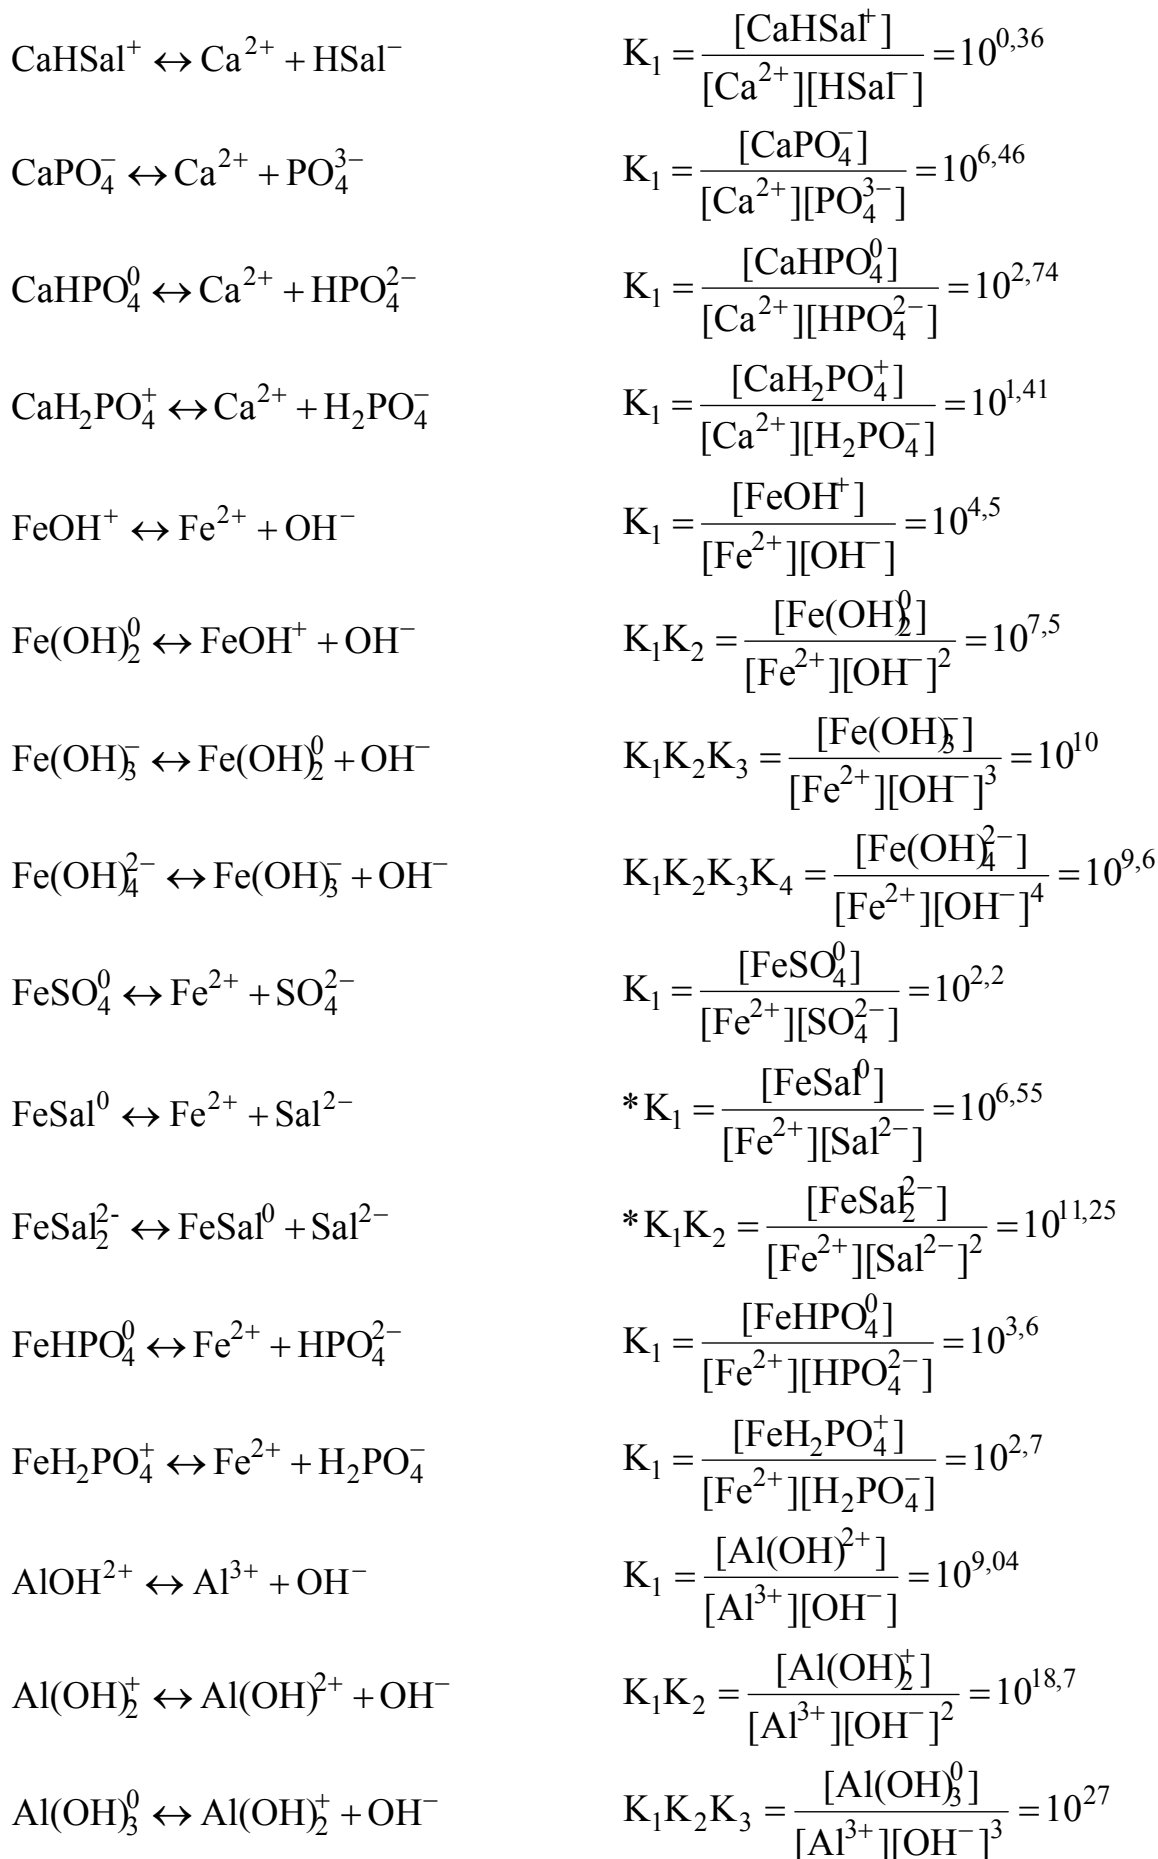 CaHSal⁺ ↔ Ca²⁺ + HSal⁻    K₁ = [CaHSal⁺] / [Ca²⁺][HSal⁻] = 10^0,36
CaPO₄⁻ ↔ Ca²⁺ + PO₄³⁻    K₁ = [CaPO₄⁻] / [Ca²⁺][PO₄³⁻] = 10^6,46
CaHPO₄⁰ ↔ Ca²⁺ + HPO₄²⁻    K₁ = [CaHPO₄⁰] / [Ca²⁺][HPO₄²⁻] = 10^2,74
CaH₂PO₄⁺ ↔ Ca²⁺ + H₂PO₄⁻    K₁ = [CaH₂PO₄⁺] / [Ca²⁺][H₂PO₄⁻] = 10^1,41
FeOH⁺ ↔ Fe²⁺ + OH⁻    K₁ = [FeOH⁺] / [Fe²⁺][OH⁻] = 10^4,5
Fe(OH)₂⁰ ↔ FeOH⁺ + OH⁻    K₁K₂ = [Fe(OH)₂⁰] / [Fe²⁺][OH⁻]² = 10^7,5
Fe(OH)₃⁻ ↔ Fe(OH)₂⁰ + OH⁻    K₁K₂K₃ = [Fe(OH)₃⁻] / [Fe²⁺][OH⁻]³ = 10^10
Fe(OH)₄²⁻ ↔ Fe(OH)₃⁻ + OH⁻    K₁K₂K₃K₄ = [Fe(OH)₄²⁻] / [Fe²⁺][OH⁻]⁴ = 10^9,6
FeSO₄⁰ ↔ Fe²⁺ + SO₄²⁻    K₁ = [FeSO₄⁰] / [Fe²⁺][SO₄²⁻] = 10^2,2
FeSal⁰ ↔ Fe²⁺ + Sal²⁻    *K₁ = [FeSal⁰] / [Fe²⁺][Sal²⁻] = 10^6,55
FeSal₂²⁻ ↔ FeSal⁰ + Sal²⁻    *K₁K₂ = [FeSal₂²⁻] / [Fe²⁺][Sal²⁻]² = 10^11,25
FeHPO₄⁰ ↔ Fe²⁺ + HPO₄²⁻    K₁ = [FeHPO₄⁰] / [Fe²⁺][HPO₄²⁻] = 10^3,6
FeH₂PO₄⁺ ↔ Fe²⁺ + H₂PO₄⁻    K₁ = [FeH₂PO₄⁺] / [Fe²⁺][H₂PO₄⁻] = 10^2,7
AlOH²⁺ ↔ Al³⁺ + OH⁻    K₁ = [Al(OH)²⁺] / [Al³⁺][OH⁻] = 10^9,04
Al(OH)₂⁺ ↔ Al(OH)²⁺ + OH⁻    K₁K₂ = [Al(OH)₂⁺] / [Al³⁺][OH⁻]² = 10^18,7
Al(OH)₃⁰ ↔ Al(OH)₂⁺ + OH⁻    K₁K₂K₃ = [Al(OH)₃⁰] / [Al³⁺][OH⁻]³ = 10^27